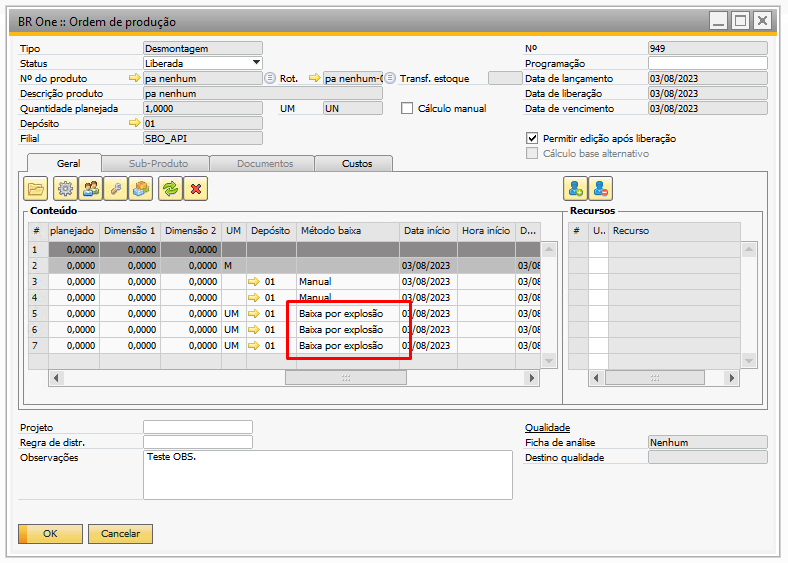 BR One :: Ordem de produção
Tipo Desmontagem Nº 949
Status Liberada Programação
Nº do produto pa nenhum Rot. pa nenhum-0 Transf. estoque Data de lançamento 03/08/2023
Descrição produto pa nenhum Data de liberação 03/08/2023
Quantidade planejada 1,0000 UM UN Cálculo manual Data de vencimento 03/08/2023
Depósito 01
Filial SBO_API Permitir edição após liberação
Cálculo base alternativo
Geral Sub-Produto Documentos Custos
Conteúdo Recursos
# planejado Dimensão 1 Dimensão 2 UM Depósito Método baixa Data início Hora início D... # U.. Recurso
1 0,0000 0,0000 0,0000
2 0,0000 0,0000 0,0000 M 03/08/2023 03/08
3 0,0000 0,0000 0,0000 01 Manual 03/08/2023 03/08
4 0,0000 0,0000 0,0000 01 Manual 03/08/2023 03/08
5 0,0000 0,0000 0,0000 UM 01 Baixa por explosão 03/08/2023 03/08
6 0,0000 0,0000 0,0000 UM 01 Baixa por explosão 03/08/2023 03/08
7 0,0000 0,0000 0,0000 UM 01 Baixa por explosão 03/08/2023 03/08
Projeto Qualidade
Regra de distr. Ficha de análise Nenhum
Observações Teste OBS. Destino qualidade
OK Cancelar